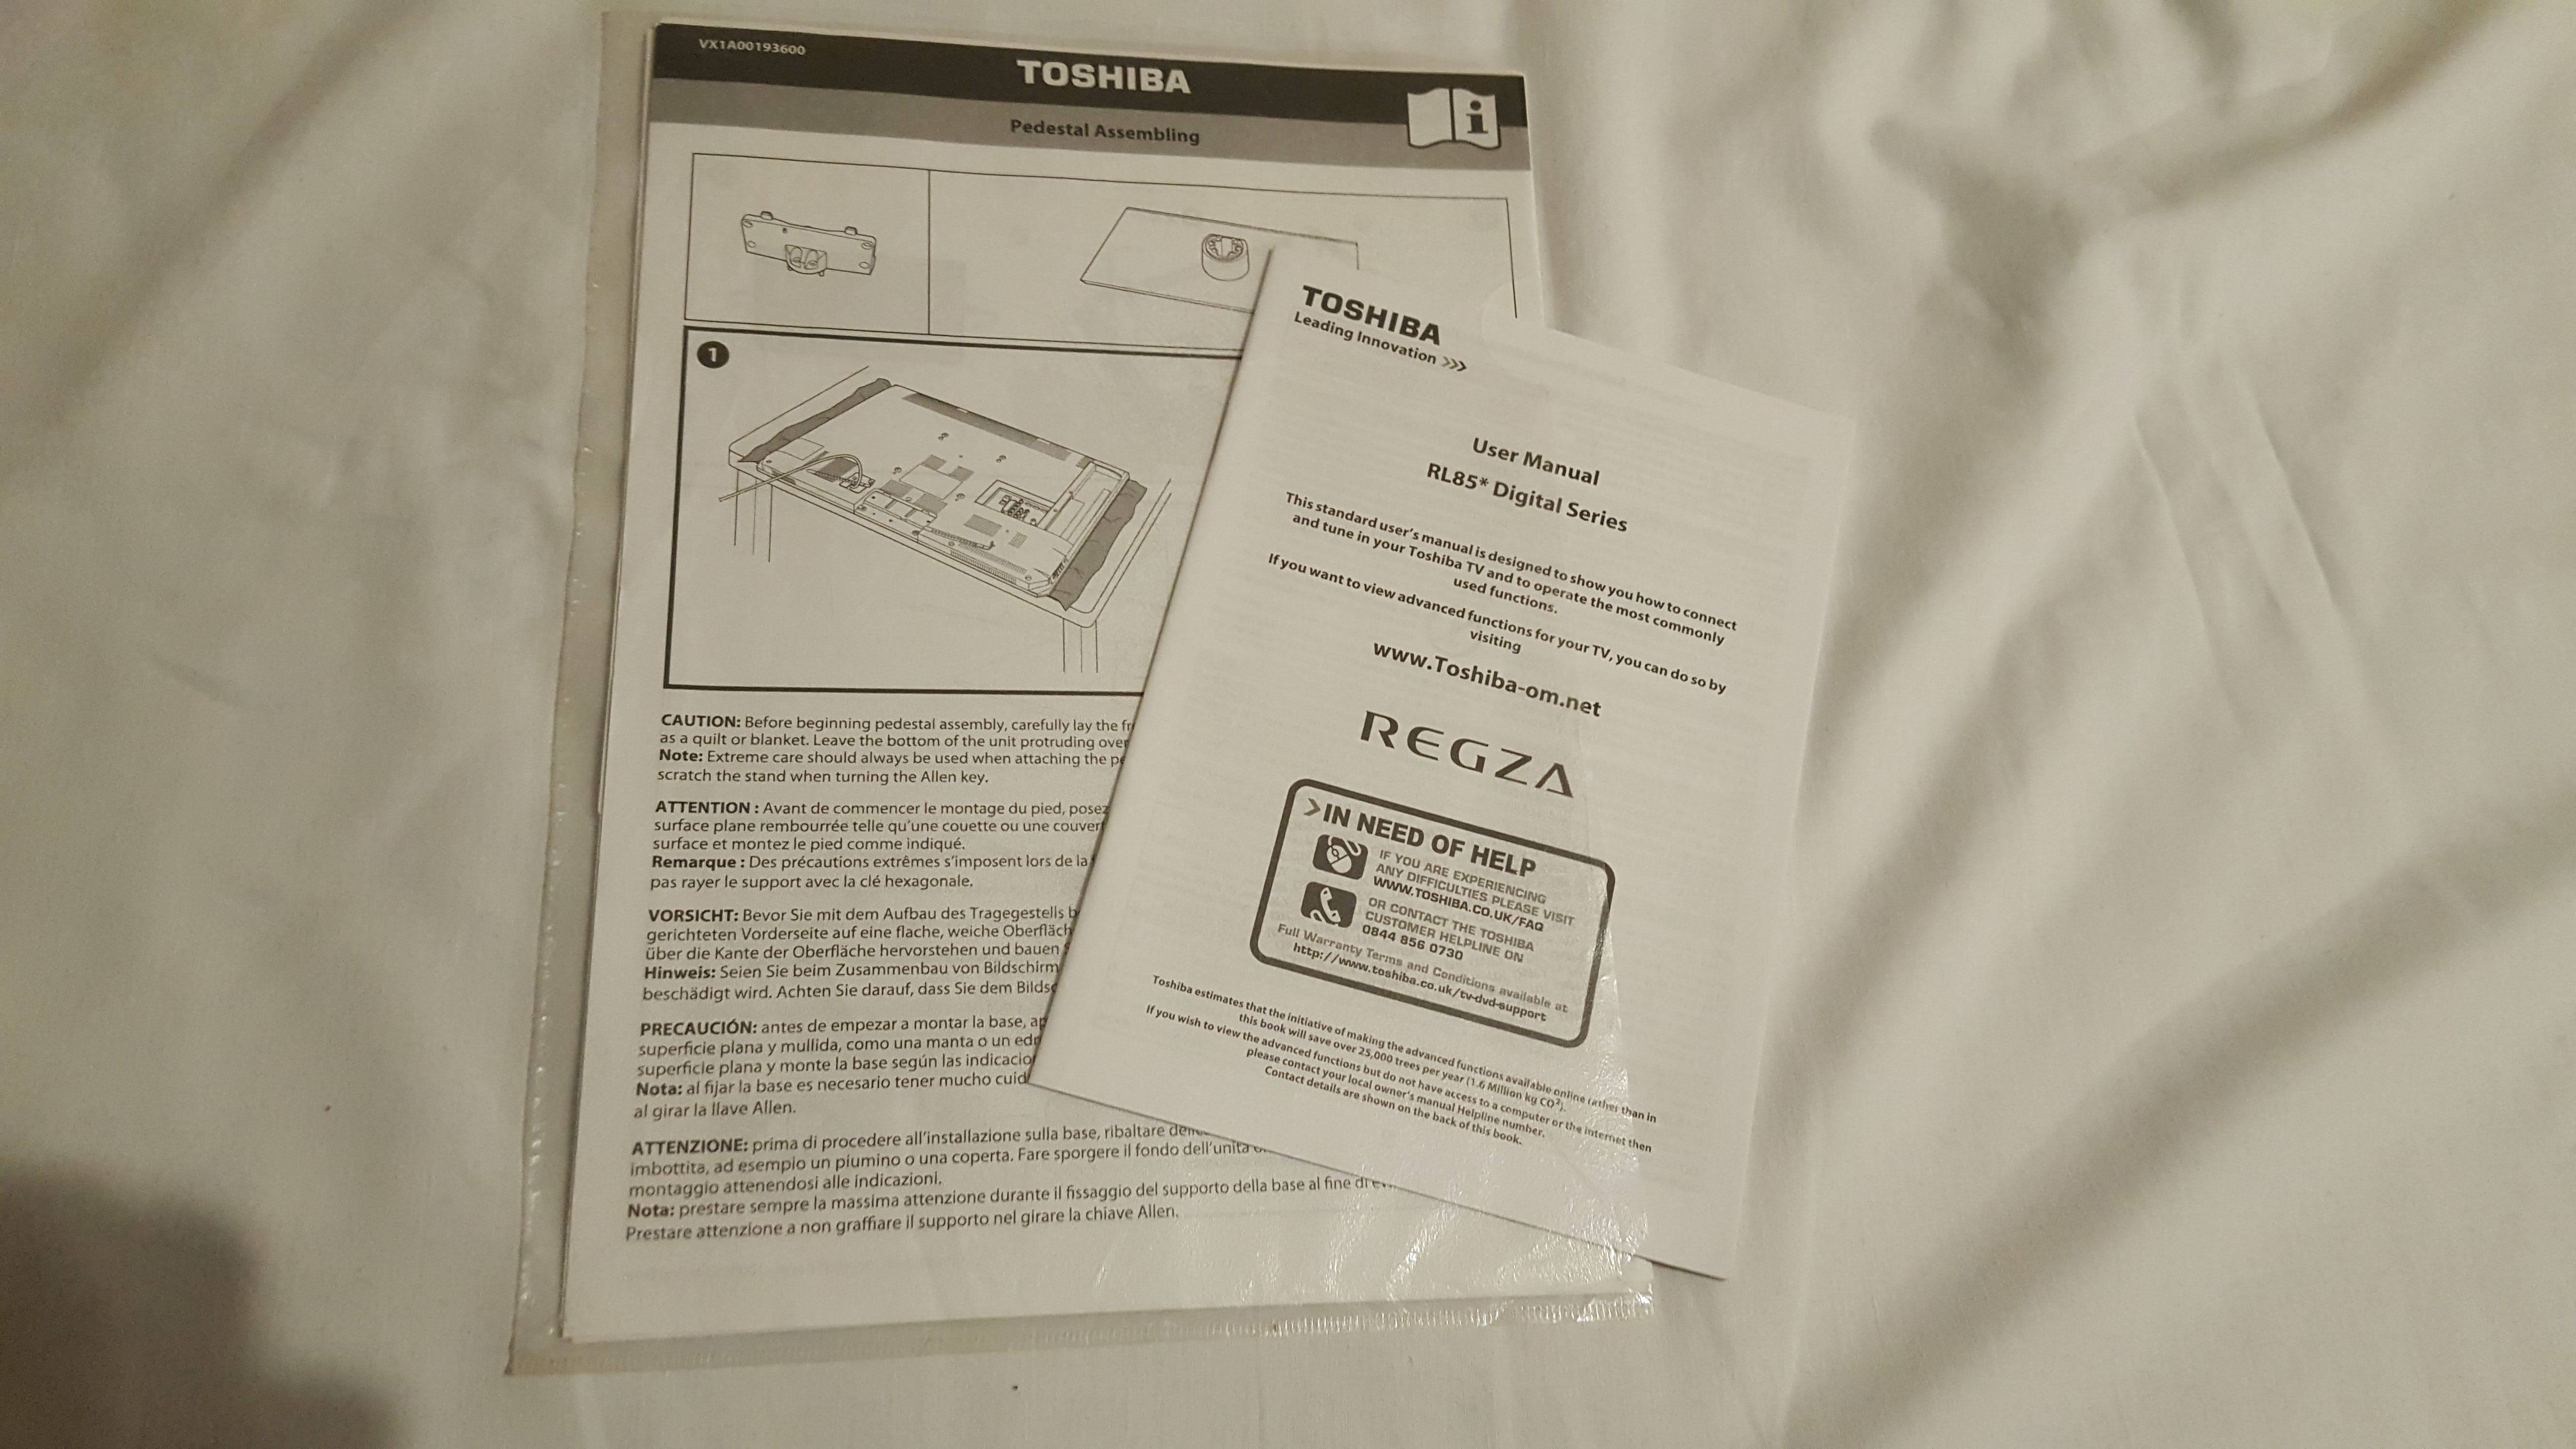 VX1A00193600
TOSHIBA
i
Pedestal Assembling
1
CAUTION: Before beginning pedestal assembly, carefully lay the
as a quilt or blanket. Leave the bottom of the unit protruding over
Note: Extreme care should always be used when attaching the
scratch the stand when turning the Allen key.
ATTENTION : Avant de commencer le montage du pied, posez
surface plane rembourrée telle qu'une couette ou une
surface et montez le pied comme indiqué.
Remarque : Des précautions extrêmes s'imposent lors de la
pas rayer le support avec la clé hexagonale.
VORSICHT: Bevor Sie mit dem Aufbau des Tragegestells
gerichteten Vorderseite auf eine flache, weiche
über die Kante der Oberfläche hervorstehen und bauen
Hinweis: Seien Sie beim Zusammenbau von
beschädigt wird. Achten Sie darauf, dass Sie dem
PRECAUCIÓN: antes de empezar a montar la base,
superficie plana y mullida, como una manta o un
superficie plana y monte la base según las
Nota: al fijar la base es necesario tener mucho
al girar la llave Allen.
ATTENZIONE: prima di procedere all'installazione sulla base, ribaltare
imbottita, ad esempio un piumino o una coperta. Fare sporgere il fondo dell'unità
montaggio attenendosi alle indicazioni.
Nota: prestare sempre la massima attenzione durante il fissaggio del supporto della base al fine di
Prestare attenzione a non graffiare il supporto nel girare la chiave Allen.
TOSHIBA
Leading Innovation >>>
User Manual
RL85* Digital Series
This standard user's manual is designed to show you how to connect
and tune in your Toshiba TV and to operate the most commonly
used functions.
If you want to view advanced functions for your TV, you can do so by
visiting
www.Toshiba-om.net
REGZA
>IN NEED OF HELP
IF YOU ARE EXPERIENCING
ANY DIFFICULTIES PLEASE VISIT
WWW.TOSHIBA.CO.UK/FAQ
OR CONTACT THE TOSHIBA
CUSTOMER HELPLINE ON
0844 856 0730
Full Warranty Terms and Conditions available at
http://www.toshiba.co.uk/tv-dvd-support
Toshiba estimates that the initiative of making the advanced functions available online rather than in
this book will save over 25,000 trees per year (1.6 Million kg CO²).
If you wish to view the advanced functions but do not have access to a computer or the internet then
please contact your local owner's manual Helpline number.
Contact details are shown on the back of this book.